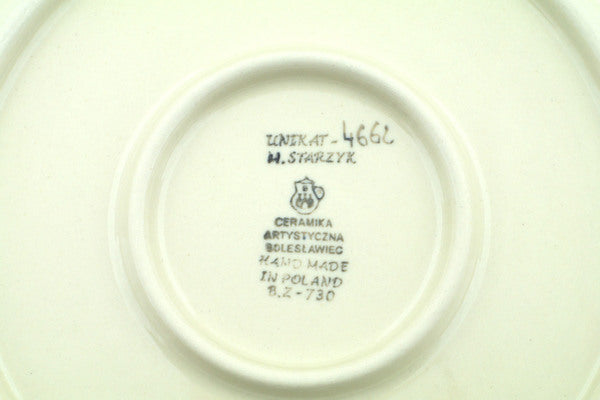 UNIKAT-4662
M. STARZYK
CERAMIKA
ARTYSTYCZNA
BOLESŁAWIEC
HAND MADE
IN POLAND
B.Z-730